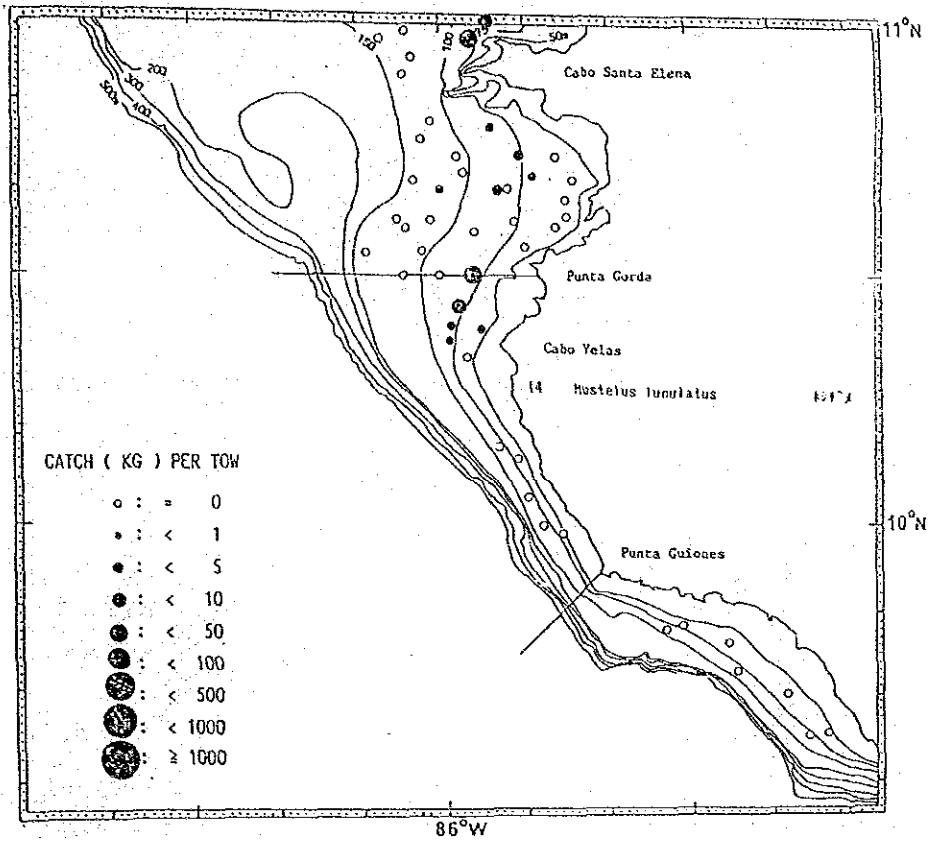 11°N
50m
100
150
200
300
400
500m
Cabo Santa Elena
Punta Gorda
Cabo Yelas
14 Mustelus lunulatus
CATCH ( KG ) PER TOW
○ : = 0
● : < 1
● : < 5
● : < 10
● : < 50
● : < 100
● : < 500
● : < 1000
● : ≥ 1000
10°N
Punta Guiones
86°W